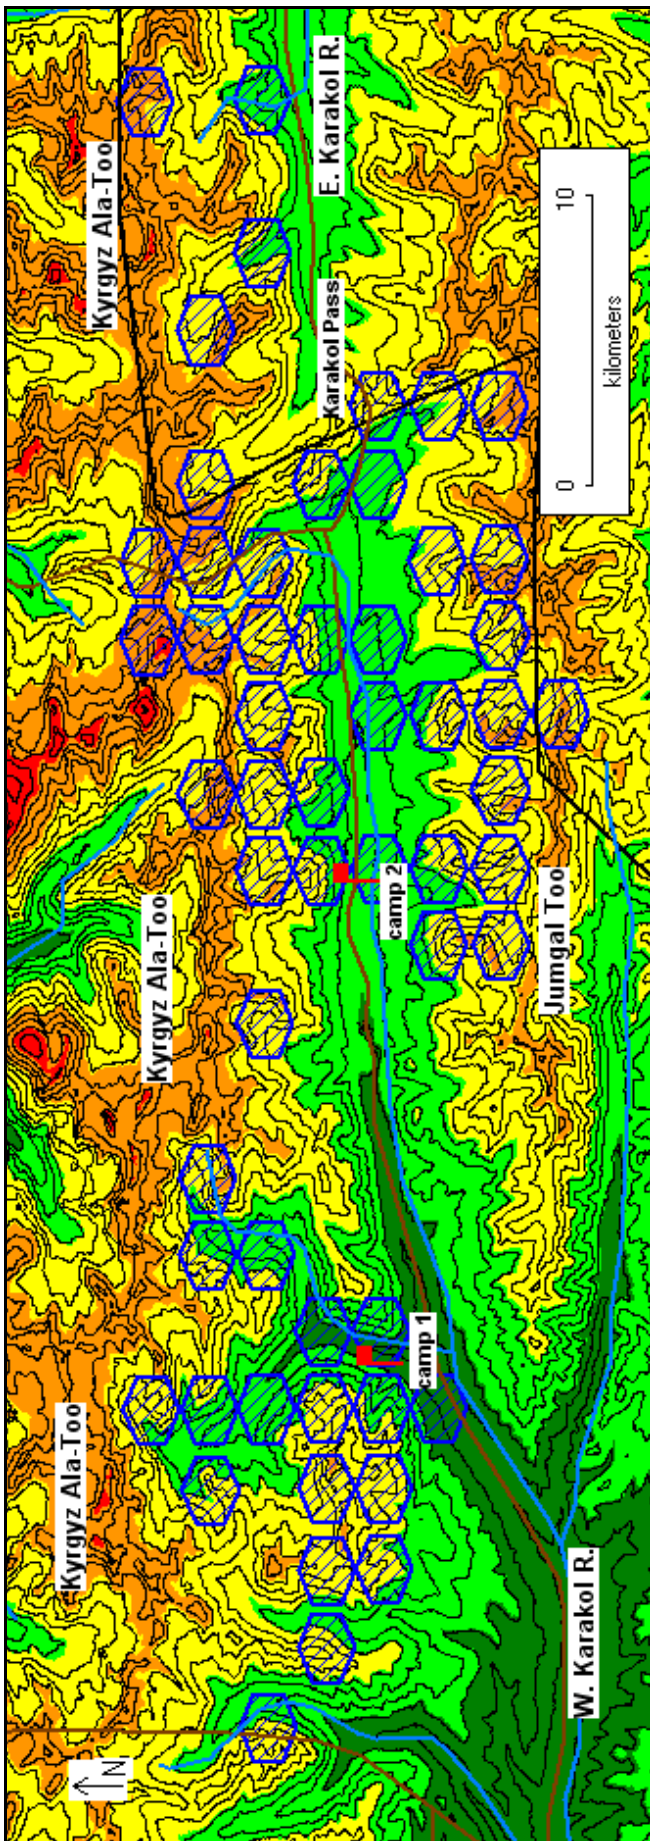 Kyrgyz Ala-Too
Kyrgyz Ala-Too
Kyrgyz Ala-Too
E. Karakol R.
Karakol Pass
camp 2
camp 1
Jumgal Too
W. Karakol R.
N
0 10
kilometers